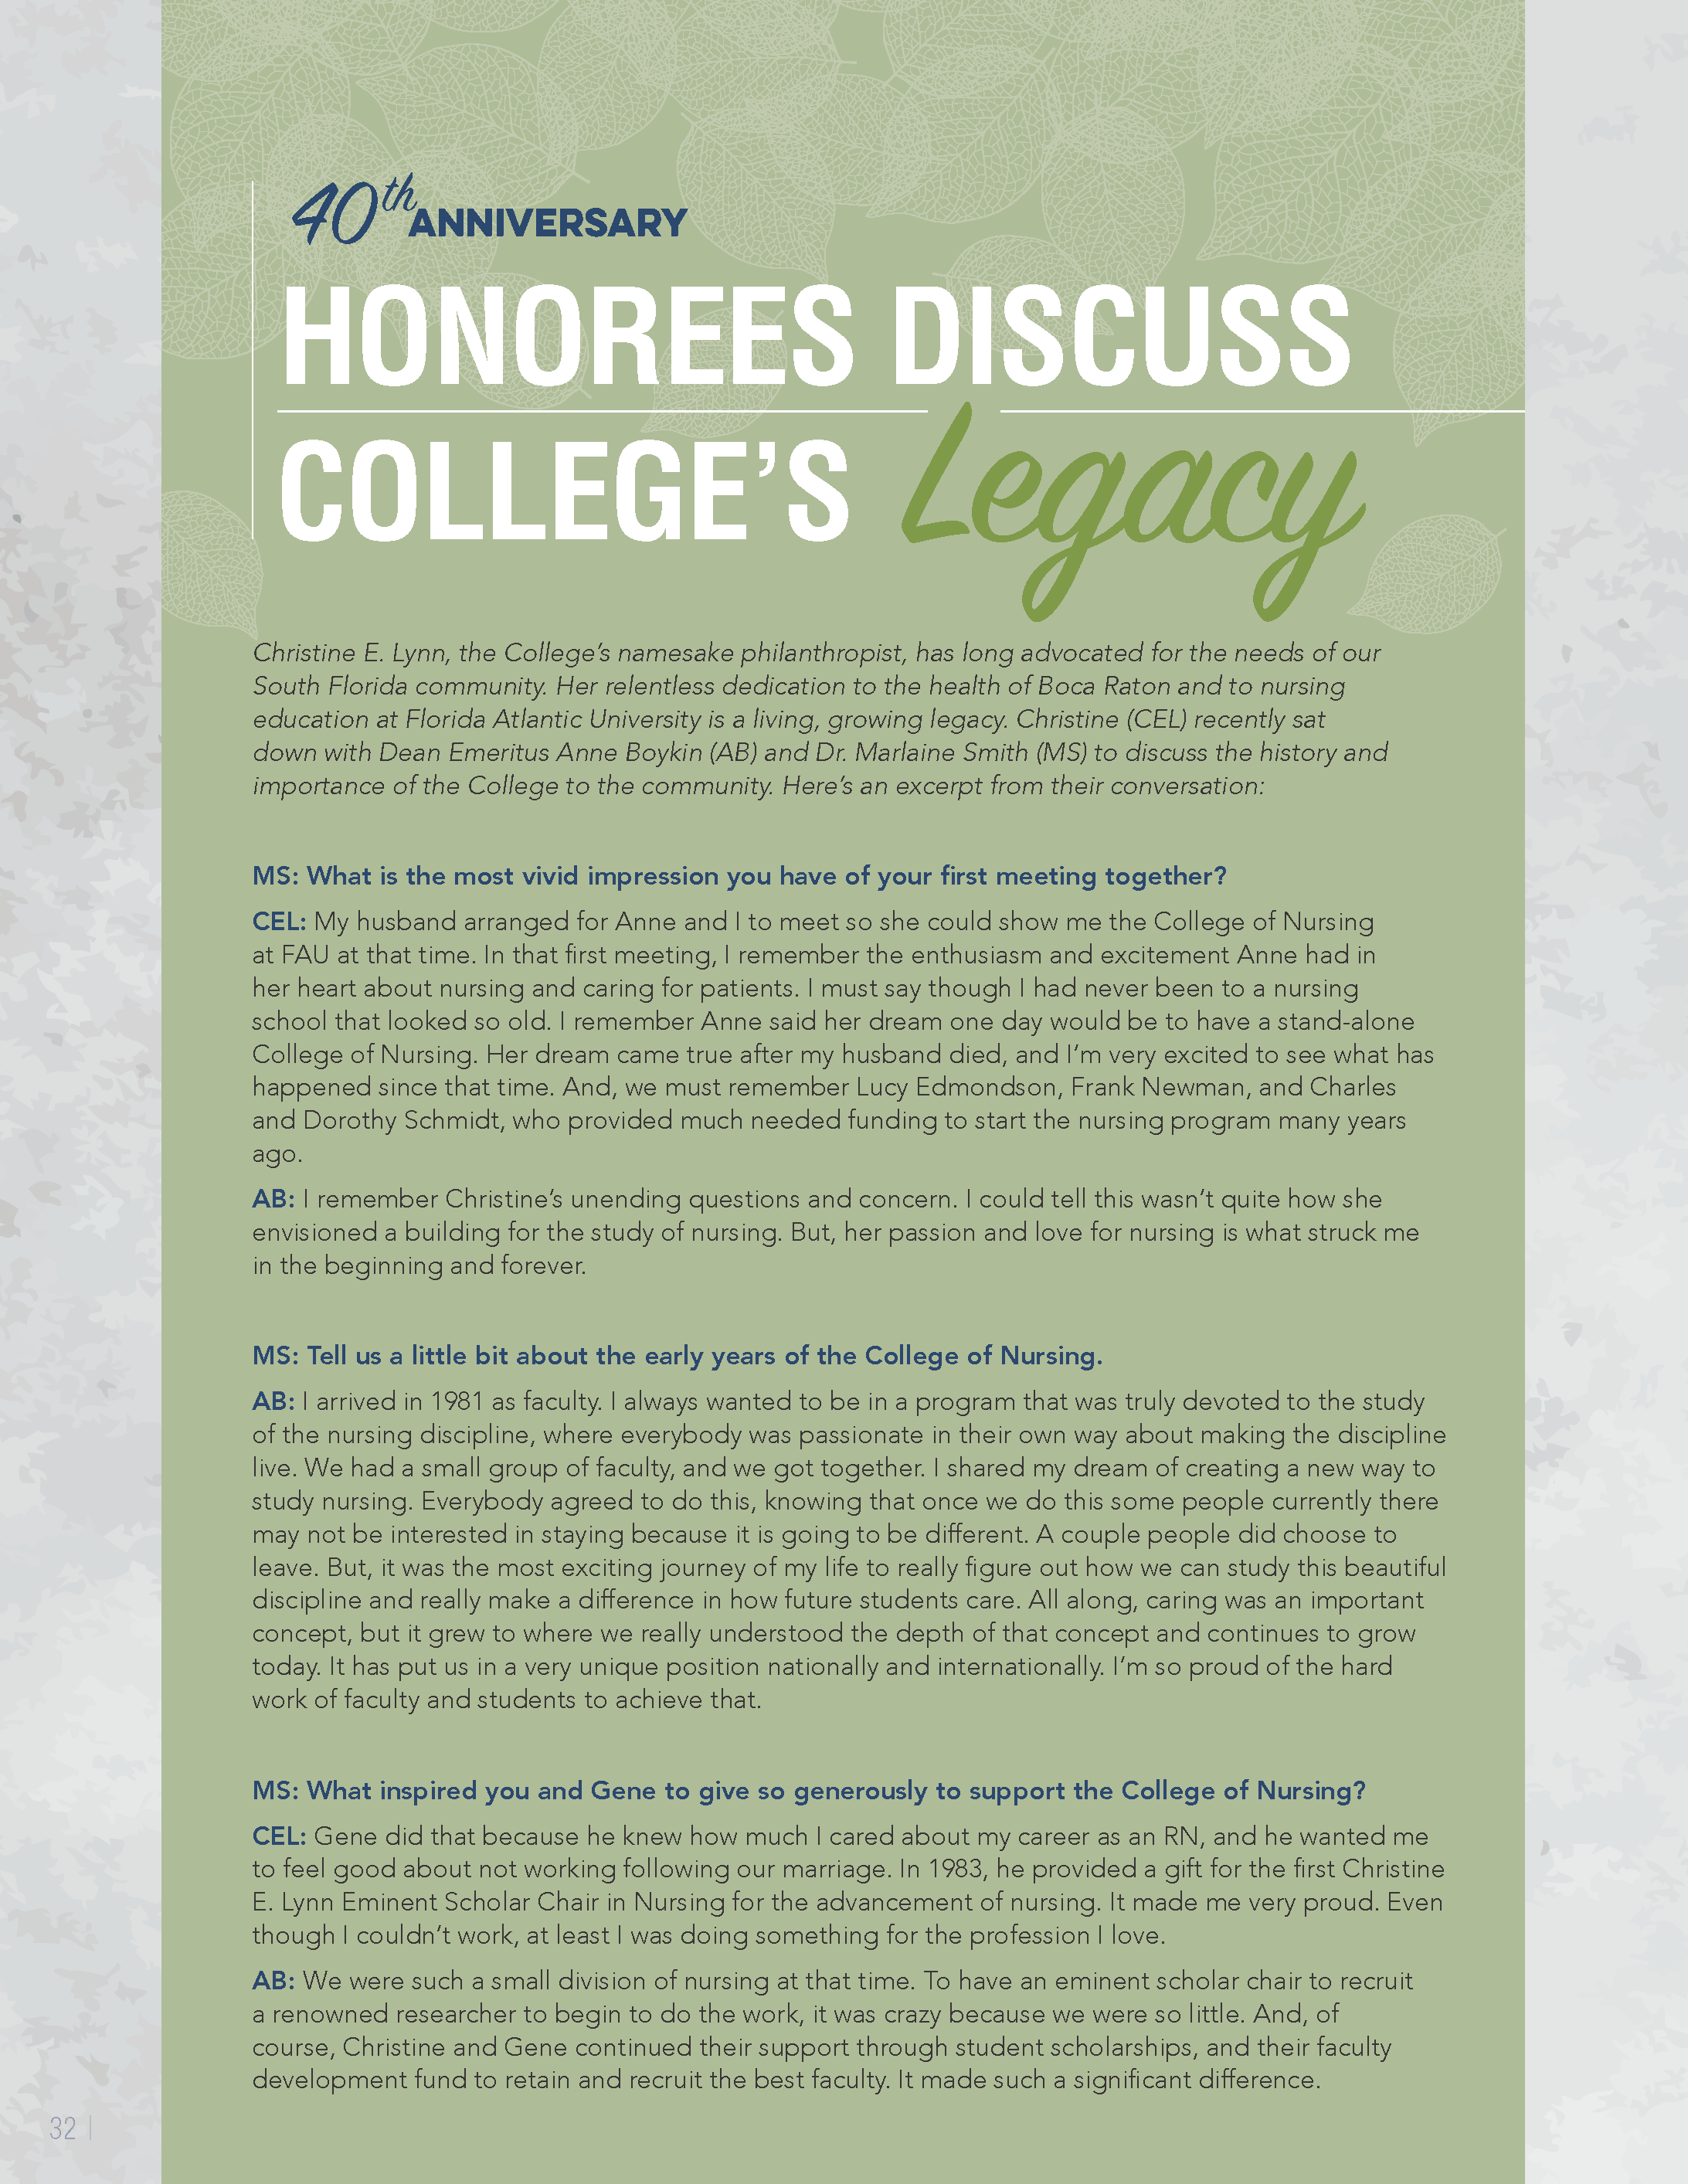 40th ANNIVERSARY
HONOREES DISCUSS
COLLEGE’S Legacy
Christine E. Lynn, the College’s namesake philanthropist, has long advocated for the needs of our
South Florida community. Her relentless dedication to the health of Boca Raton and to nursing
education at Florida Atlantic University is a living, growing legacy. Christine (CEL) recently sat
down with Dean Emeritus Anne Boykin (AB) and Dr. Marlaine Smith (MS) to discuss the history and
importance of the College to the community. Here’s an excerpt from their conversation:
MS: What is the most vivid impression you have of your first meeting together?
CEL: My husband arranged for Anne and I to meet so she could show me the College of Nursing
at FAU at that time. In that first meeting, I remember the enthusiasm and excitement Anne had in
her heart about nursing and caring for patients. I must say though I had never been to a nursing
school that looked so old. I remember Anne said her dream one day would be to have a stand-alone
College of Nursing. Her dream came true after my husband died, and I’m very excited to see what has
happened since that time. And, we must remember Lucy Edmondson, Frank Newman, and Charles
and Dorothy Schmidt, who provided much needed funding to start the nursing program many years
ago.
AB: I remember Christine’s unending questions and concern. I could tell this wasn’t quite how she
envisioned a building for the study of nursing. But, her passion and love for nursing is what struck me
in the beginning and forever.
MS: Tell us a little bit about the early years of the College of Nursing.
AB: I arrived in 1981 as faculty. I always wanted to be in a program that was truly devoted to the study
of the nursing discipline, where everybody was passionate in their own way about making the discipline
live. We had a small group of faculty, and we got together. I shared my dream of creating a new way to
study nursing. Everybody agreed to do this, knowing that once we do this some people currently there
may not be interested in staying because it is going to be different. A couple people did choose to
leave. But, it was the most exciting journey of my life to really figure out how we can study this beautiful
discipline and really make a difference in how future students care. All along, caring was an important
concept, but it grew to where we really understood the depth of that concept and continues to grow
today. It has put us in a very unique position nationally and internationally. I’m so proud of the hard
work of faculty and students to achieve that.
MS: What inspired you and Gene to give so generously to support the College of Nursing?
CEL: Gene did that because he knew how much I cared about my career as an RN, and he wanted me
to feel good about not working following our marriage. In 1983, he provided a gift for the first Christine
E. Lynn Eminent Scholar Chair in Nursing for the advancement of nursing. It made me very proud. Even
though I couldn’t work, at least I was doing something for the profession I love.
AB: We were such a small division of nursing at that time. To have an eminent scholar chair to recruit
a renowned researcher to begin to do the work, it was crazy because we were so little. And, of
course, Christine and Gene continued their support through student scholarships, and their faculty
development fund to retain and recruit the best faculty. It made such a significant difference.
32 |